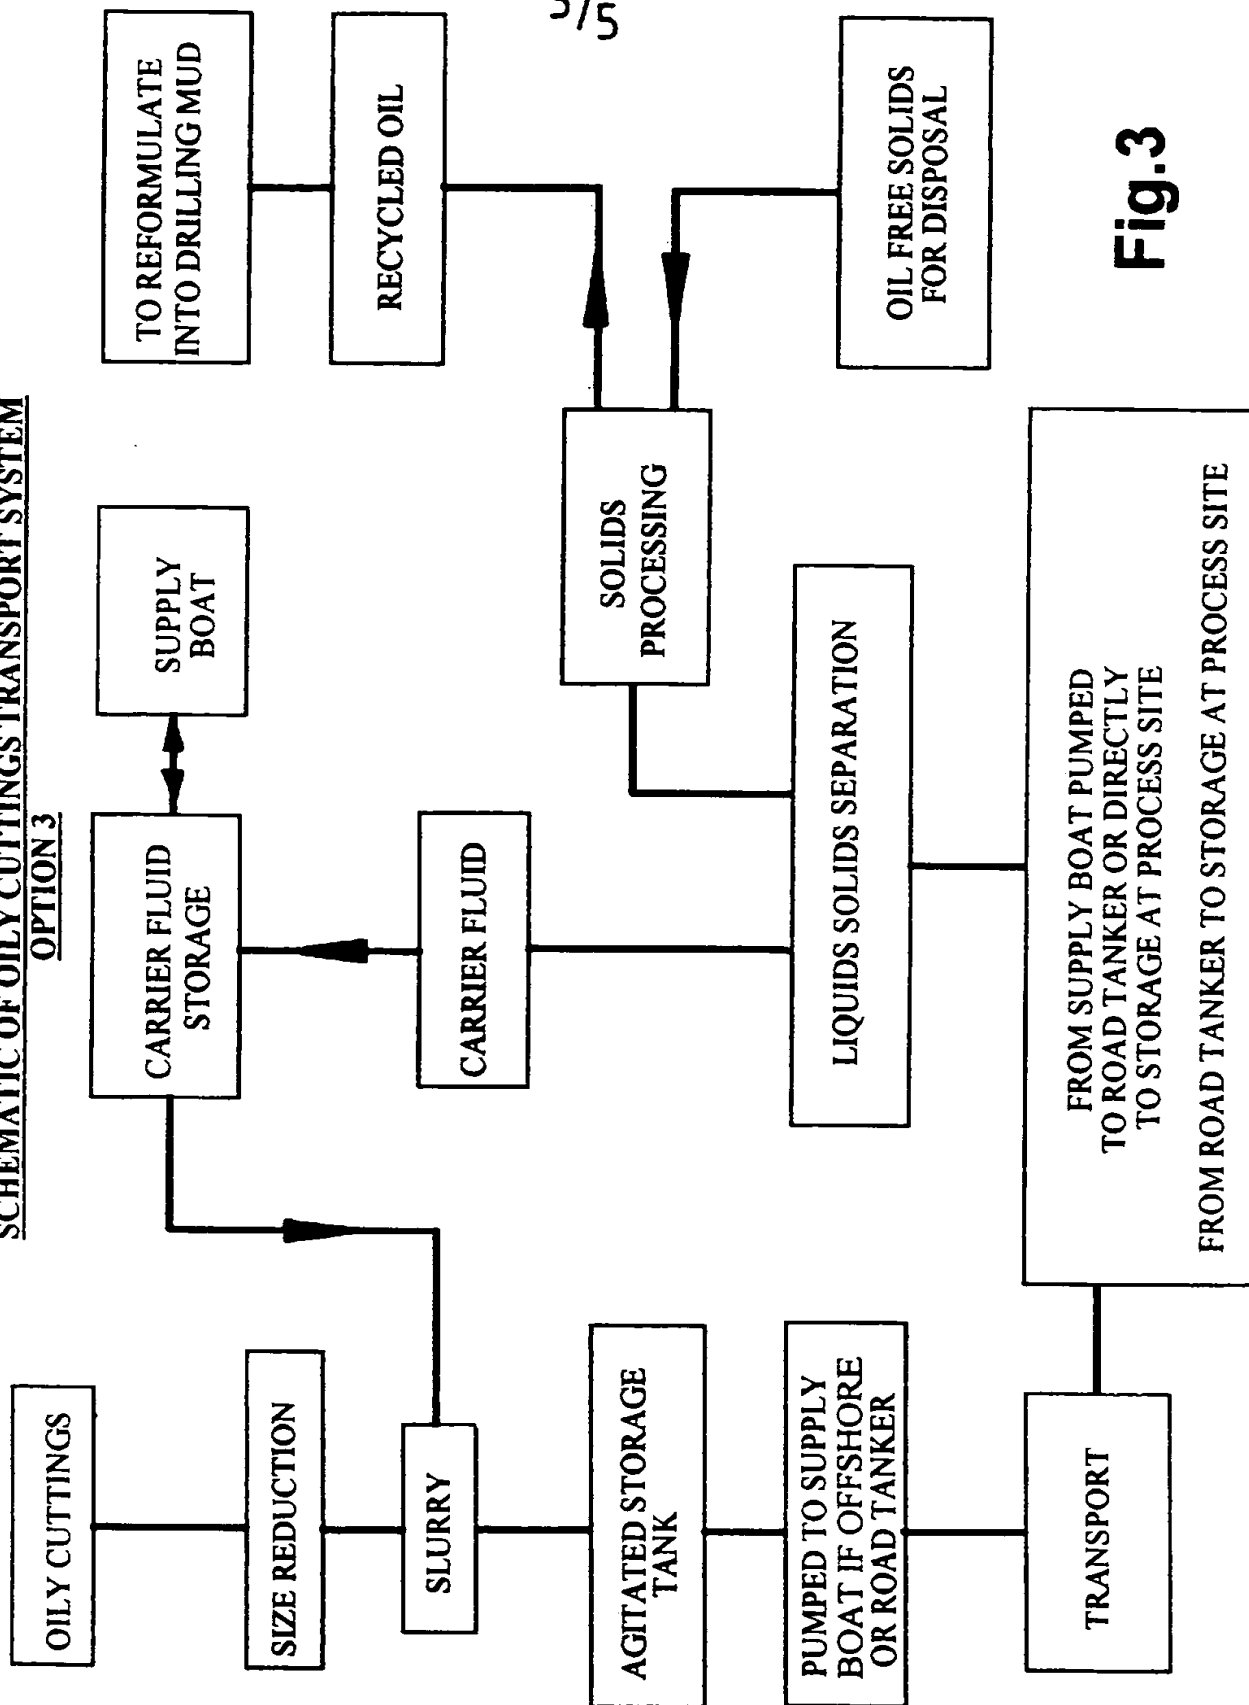 3/5
SCHEMATIC OF OILY CUTTINGS TRANSPORT SYSTEM
OPTION 3
OILY CUTTINGS
SIZE REDUCTION
SLURRY
AGITATED STORAGE
TANK
PUMPED TO SUPPLY
BOAT IF OFFSHORE
OR ROAD TANKER
TRANSPORT
CARRIER FLUID
STORAGE
SUPPLY
BOAT
CARRIER FLUID
LIQUIDS SOLIDS SEPARATION
FROM SUPPLY BOAT PUMPED
TO ROAD TANKER OR DIRECTLY
TO STORAGE AT PROCESS SITE
FROM ROAD TANKER TO STORAGE AT PROCESS SITE
SOLIDS
PROCESSING
TO REFORMULATE
INTO DRILLING MUD
RECYCLED OIL
OIL FREE SOLIDS
FOR DISPOSAL
Fig.3